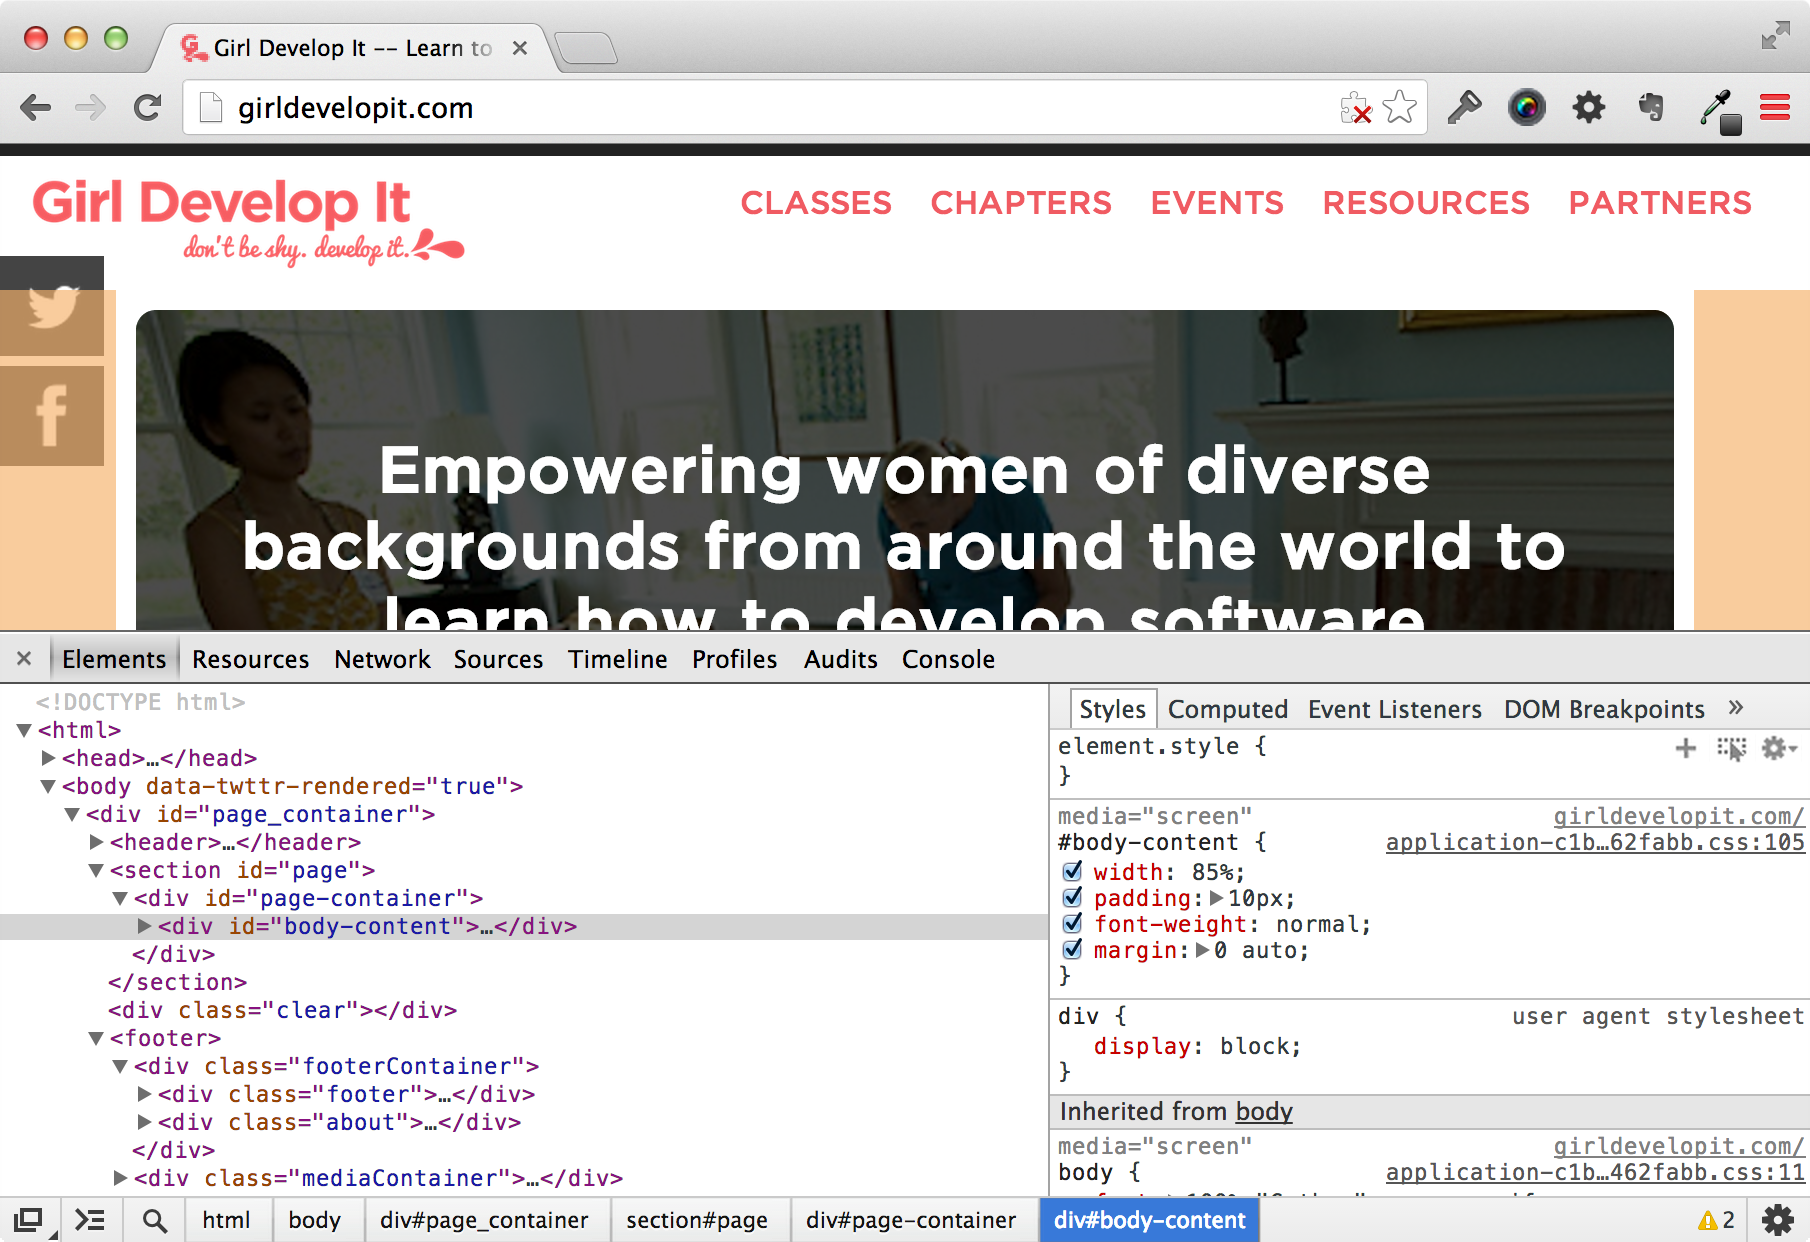 Girl Develop It -- Learn to
girldevelopit.com
Girl Develop It
don't be shy. develop it.
CLASSES CHAPTERS EVENTS RESOURCES PARTNERS
Empowering women of diverse
backgrounds from around the world to
learn how to develop software
Elements Resources Network Sources Timeline Profiles Audits Console
<!DOCTYPE html>
▼<html>
▶<head>…</head>
▼<body data-twttr-rendered="true">
▼<div id="page_container">
▶<header>…</header>
▼<section id="page">
▼<div id="page-container">
▶<div id="body-content">…</div>
</div>
</section>
<div class="clear"></div>
▼<footer>
▼<div class="footerContainer">
▶<div class="footer">…</div>
▶<div class="about">…</div>
</div>
▶<div class="mediaContainer">…</div>
Styles Computed Event Listeners DOM Breakpoints »
element.style {
}
media="screen" girldevelopit.com/
#body-content { application-c1b…62fabb.css:105
width: 85%;
padding:▶10px;
font-weight: normal;
margin:▶0 auto;
}
div { user agent stylesheet
display: block;
}
Inherited from body
media="screen" girldevelopit.com/
body { application-c1b…462fabb.css:11
html body div#page_container section#page div#page-container div#body-content 2